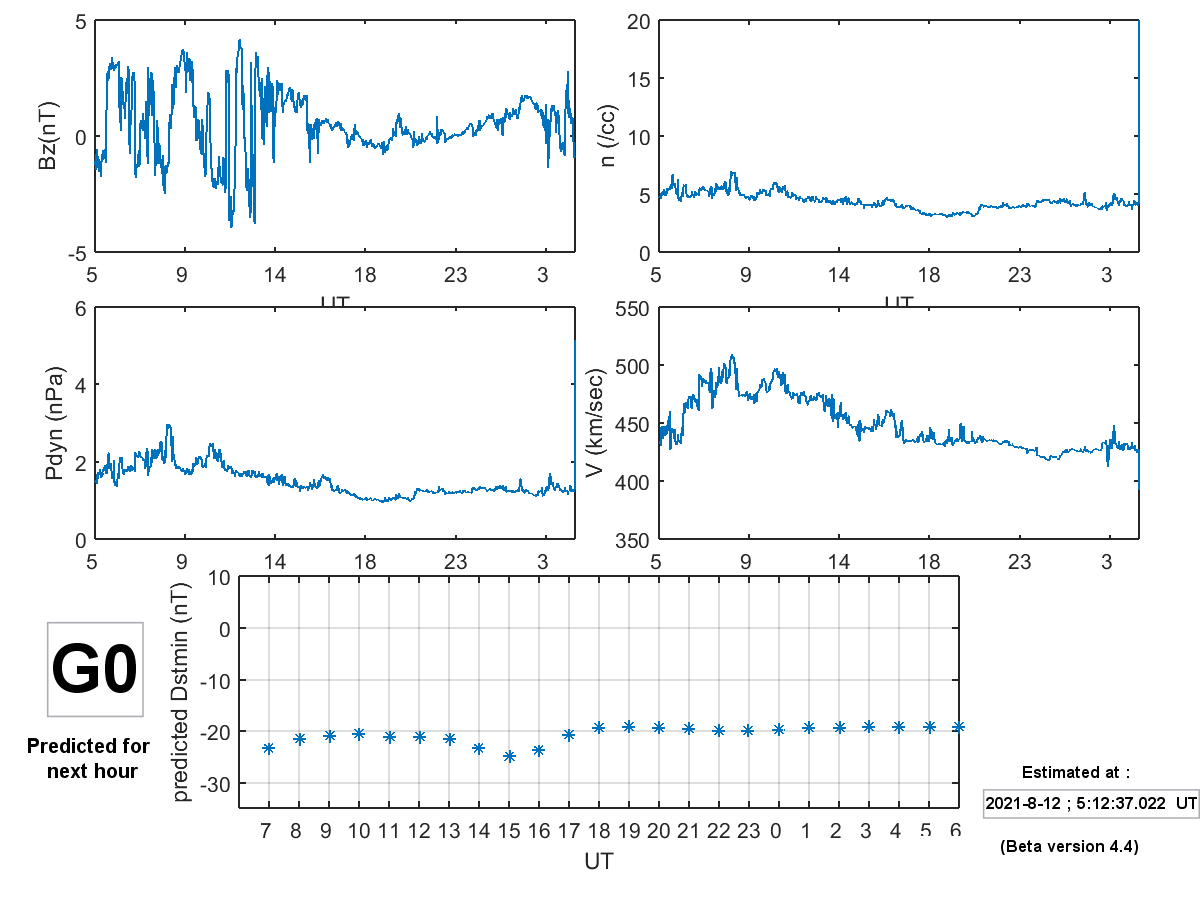 5
0
-5
Bz(nT)
5 9 14 18 23 3
UT
20
15
10
5
0
n (/cc)
5 9 14 18 23 3
UT
6
4
2
0
Pdyn (nPa)
5 9 14 18 23 3
550
500
450
400
350
V (km/sec)
5 9 14 18 23 3
10
0
-10
-20
-30
predicted Dstmin (nT)
7 8 9 10 11 12 13 14 15 16 17 18 19 20 21 22 23 0 1 2 3 4 5 6
UT
G0
Predicted for
next hour
Estimated at :
2021-8-12 ; 5:12:37.022 UT
(Beta version 4.4)